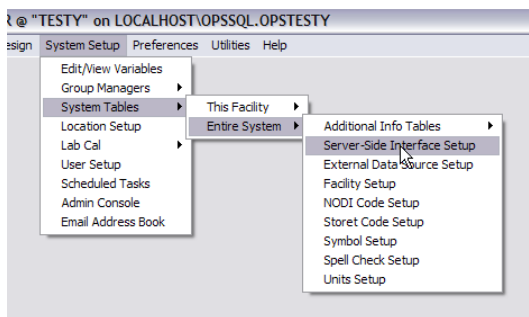 R @ "TESTY" on LOCALHOST\OPSSQL.OPSTESTY
esign System Setup Preferences Utilities Help
Edit/View Variables
Group Managers
System Tables
Location Setup
Lab Cal
User Setup
Scheduled Tasks
Admin Console
Email Address Book
This Facility
Entire System
Additional Info Tables
Server-Side Interface Setup
External Data Source Setup
Facility Setup
NODI Code Setup
Storet Code Setup
Symbol Setup
Spell Check Setup
Units Setup